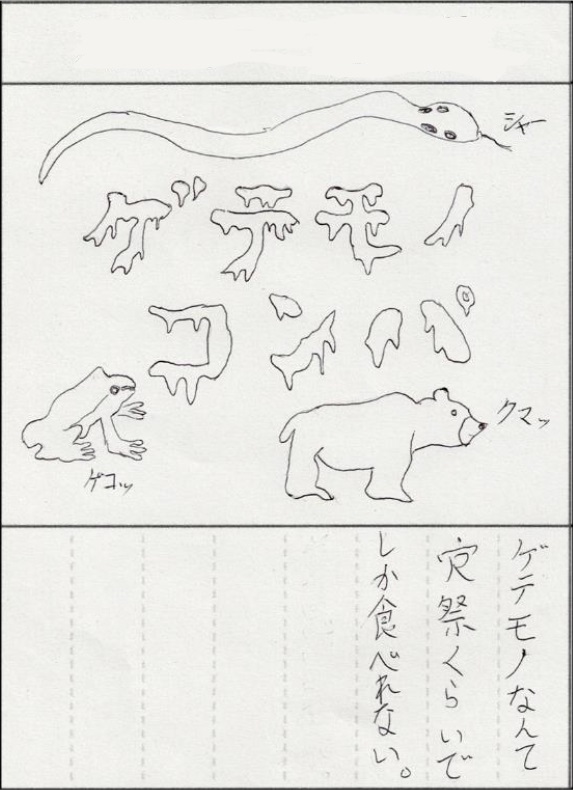 シャー
ゲテモノ
コンパ
ゲコッ
クマッ
ゲテモノなんて
穴祭くらいで
しか食べれない。